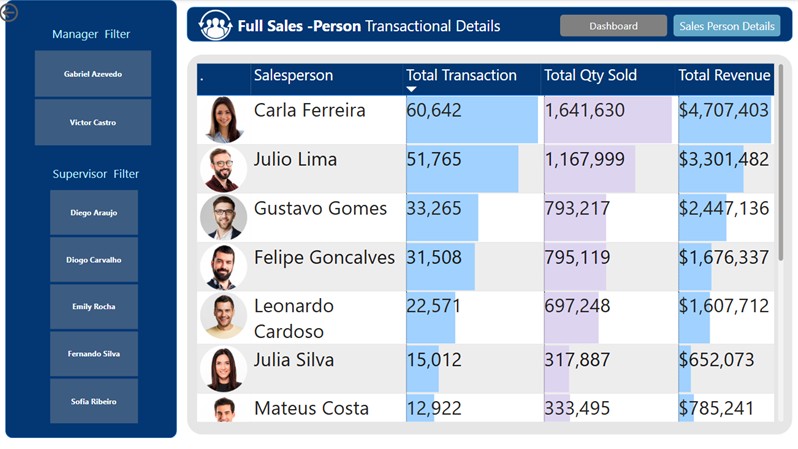 Manager Filter
Gabriel Azevedo
Victor Castro
Supervisor Filter
Diego Araujo
Diogo Carvalho
Emily Rocha
Fernando Silva
Sofia Ribeiro
Full Sales -Person Transactional Details
Dashboard
Sales Person Details
. Salesperson Total Transaction Total Qty Sold Total Revenue
Carla Ferreira 60,642 1,641,630 $4,707,403
Julio Lima 51,765 1,167,999 $3,301,482
Gustavo Gomes 33,265 793,217 $2,447,136
Felipe Goncalves 31,508 795,119 $1,676,337
Leonardo
Cardoso 22,571 697,248 $1,607,712
Julia Silva 15,012 317,887 $652,073
Mateus Costa 12,922 333,495 $785,241